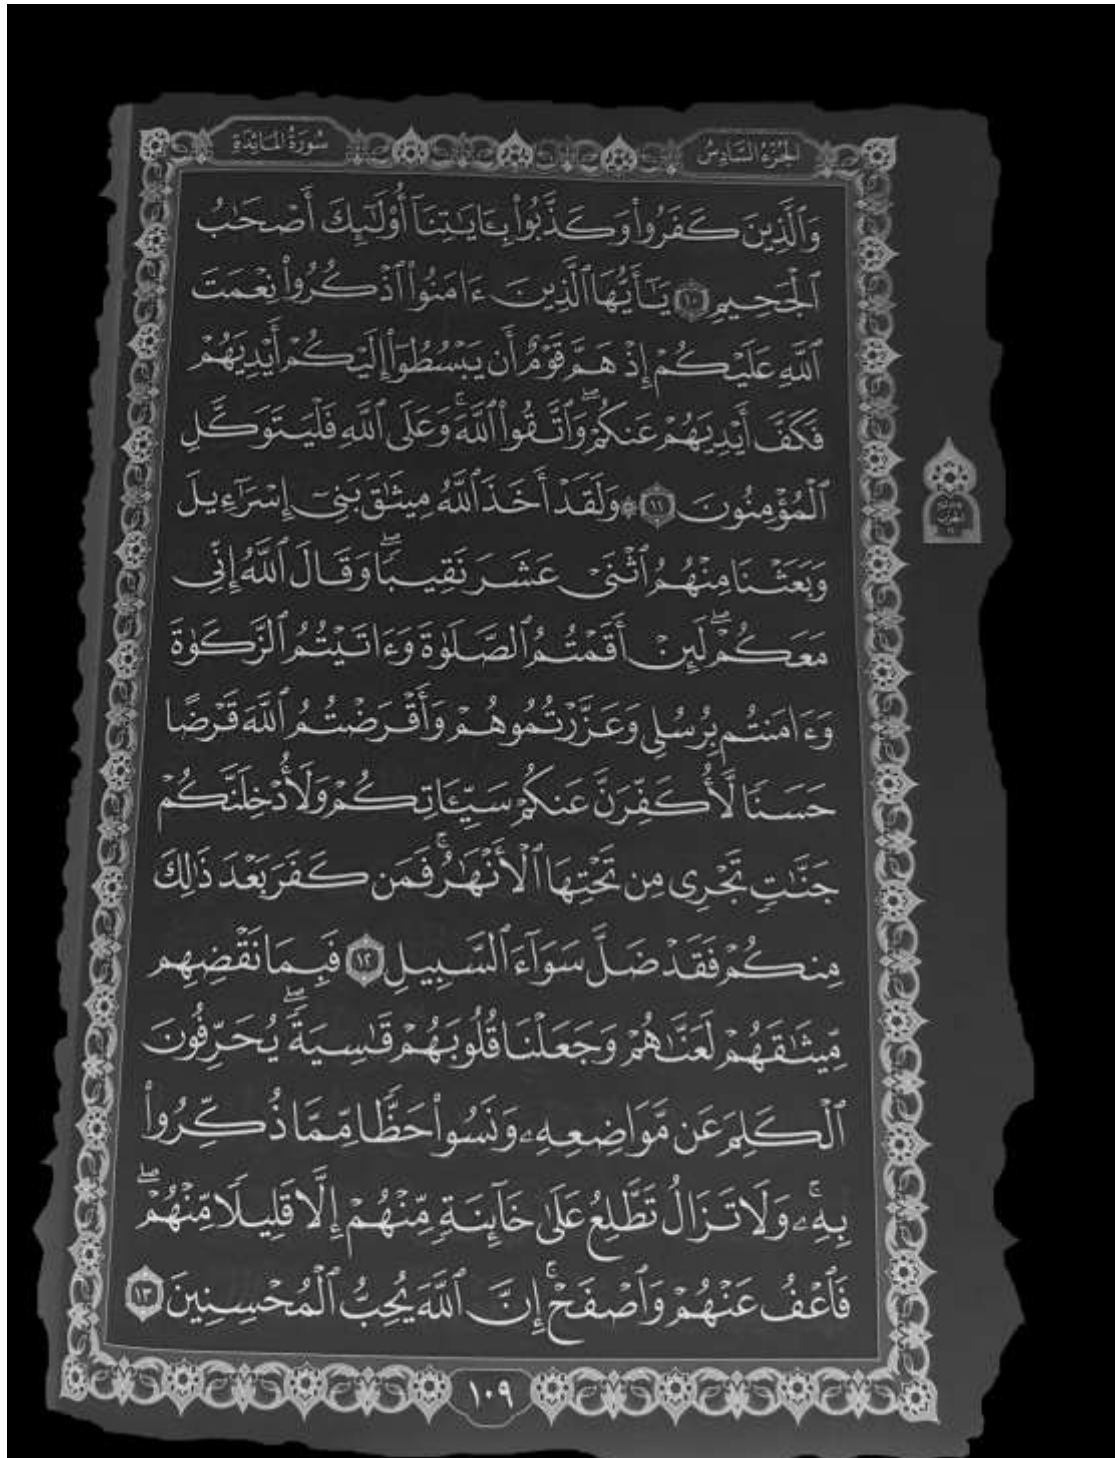 الجزء السادس
سورة المائدة
وَٱلَّذِينَ كَفَرُوا۟ وَكَذَّبُوا۟ بِـَٔايَـٰتِنَآ أُو۟لَـٰٓئِكَ أَصْحَـٰبُ
ٱلْجَحِيمِ ١٠ يَـٰٓأَيُّهَا ٱلَّذِينَ ءَامَنُوا۟ ٱذْكُرُوا۟ نِعْمَتَ
ٱللَّهِ عَلَيْكُمْ إِذْ هَمَّ قَوْمٌ أَن يَبْسُطُوٓا۟ إِلَيْكُمْ أَيْدِيَهُمْ
فَكَفَّ أَيْدِيَهُمْ عَنكُمْ ۖ وَٱتَّقُوا۟ ٱللَّهَ ۚ وَعَلَى ٱللَّهِ فَلْيَتَوَكَّلِ
ٱلْمُؤْمِنُونَ ١١ ۞ وَلَقَدْ أَخَذَ ٱللَّهُ مِيثَـٰقَ بَنِىٓ إِسْرَٰٓءِيلَ
وَبَعَثْنَا مِنْهُمُ ٱثْنَىْ عَشَرَ نَقِيبًا ۖ وَقَالَ ٱللَّهُ إِنِّى
مَعَكُمْ ۖ لَئِنْ أَقَمْتُمُ ٱلصَّلَوٰةَ وَءَاتَيْتُمُ ٱلزَّكَوٰةَ
وَءَامَنتُم بِرُسُلِى وَعَزَّرْتُمُوهُمْ وَأَقْرَضْتُمُ ٱللَّهَ قَرْضًا
حَسَنًا لَّأُكَفِّرَنَّ عَنكُمْ سَيِّـَٔاتِكُمْ وَلَأُدْخِلَنَّكُمْ
جَنَّـٰتٍ تَجْرِى مِن تَحْتِهَا ٱلْأَنْهَـٰرُ ۚ فَمَن كَفَرَ بَعْدَ ذَٰلِكَ
مِنكُمْ فَقَدْ ضَلَّ سَوَآءَ ٱلسَّبِيلِ ١٢ فَبِمَا نَقْضِهِم
مِّيثَـٰقَهُمْ لَعَنَّـٰهُمْ وَجَعَلْنَا قُلُوبَهُمْ قَـٰسِيَةً ۖ يُحَرِّفُونَ
ٱلْكَلِمَ عَن مَّوَاضِعِهِۦ وَنَسُوا۟ حَظًّا مِّمَّا ذُكِّرُوا۟
بِهِۦ ۚ وَلَا تَزَالُ تَطَّلِعُ عَلَىٰ خَآئِنَةٍ مِّنْهُمْ إِلَّا قَلِيلًا مِّنْهُمْ ۖ
فَٱعْفُ عَنْهُمْ وَٱصْفَحْ ۚ إِنَّ ٱللَّهَ يُحِبُّ ٱلْمُحْسِنِينَ ١٣
١٠٩